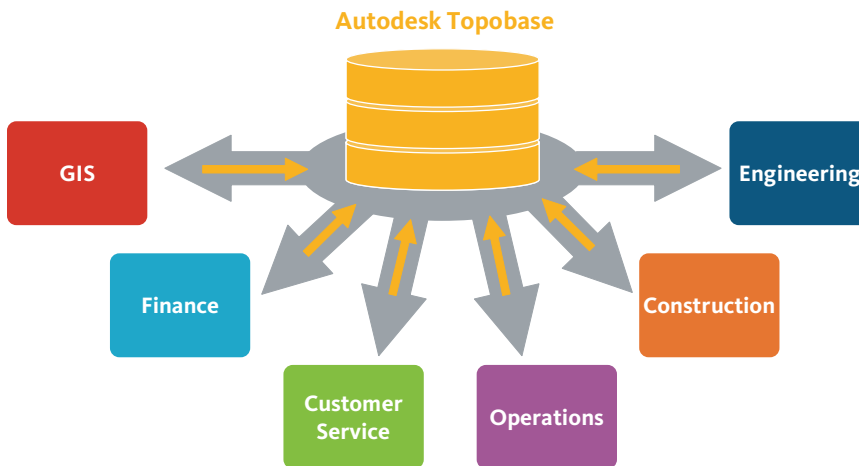 Autodesk Topobase
GIS
Engineering
Finance
Construction
Customer
Service
Operations